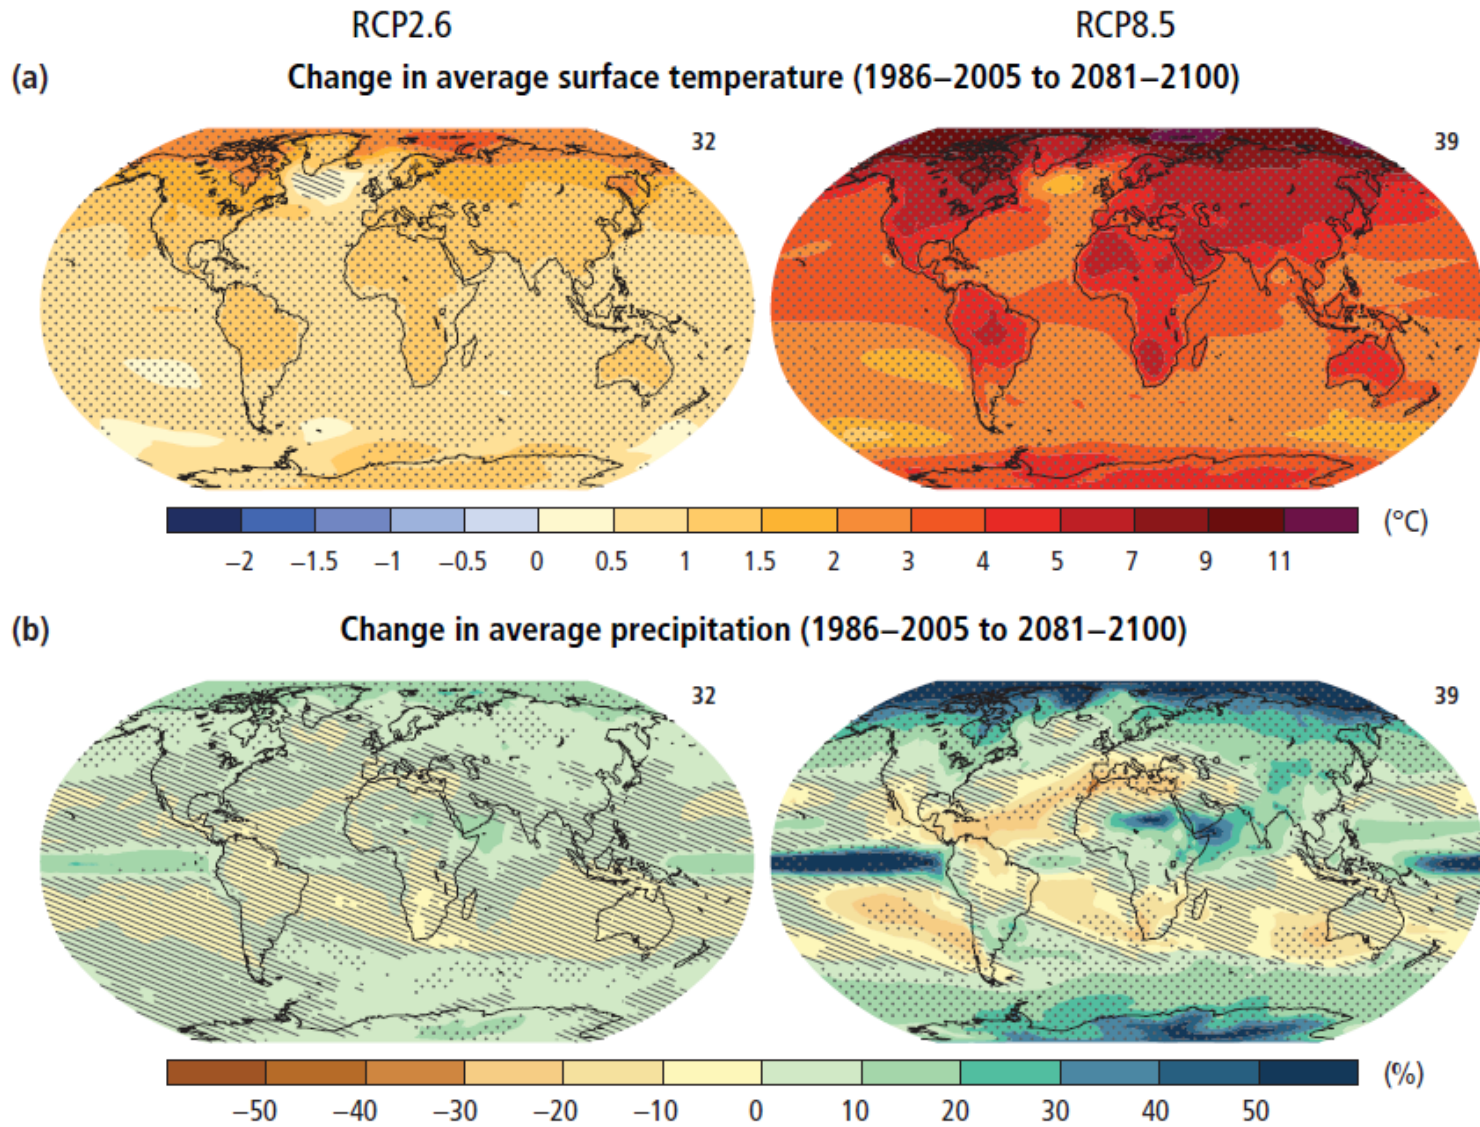 RCP2.6 RCP8.5
(a) Change in average surface temperature (1986–2005 to 2081–2100)
32 39
(°C)
−2 −1.5 −1 −0.5 0 0.5 1 1.5 2 3 4 5 7 9 11
(b) Change in average precipitation (1986–2005 to 2081–2100)
32 39
(%)
−50 −40 −30 −20 −10 0 10 20 30 40 50